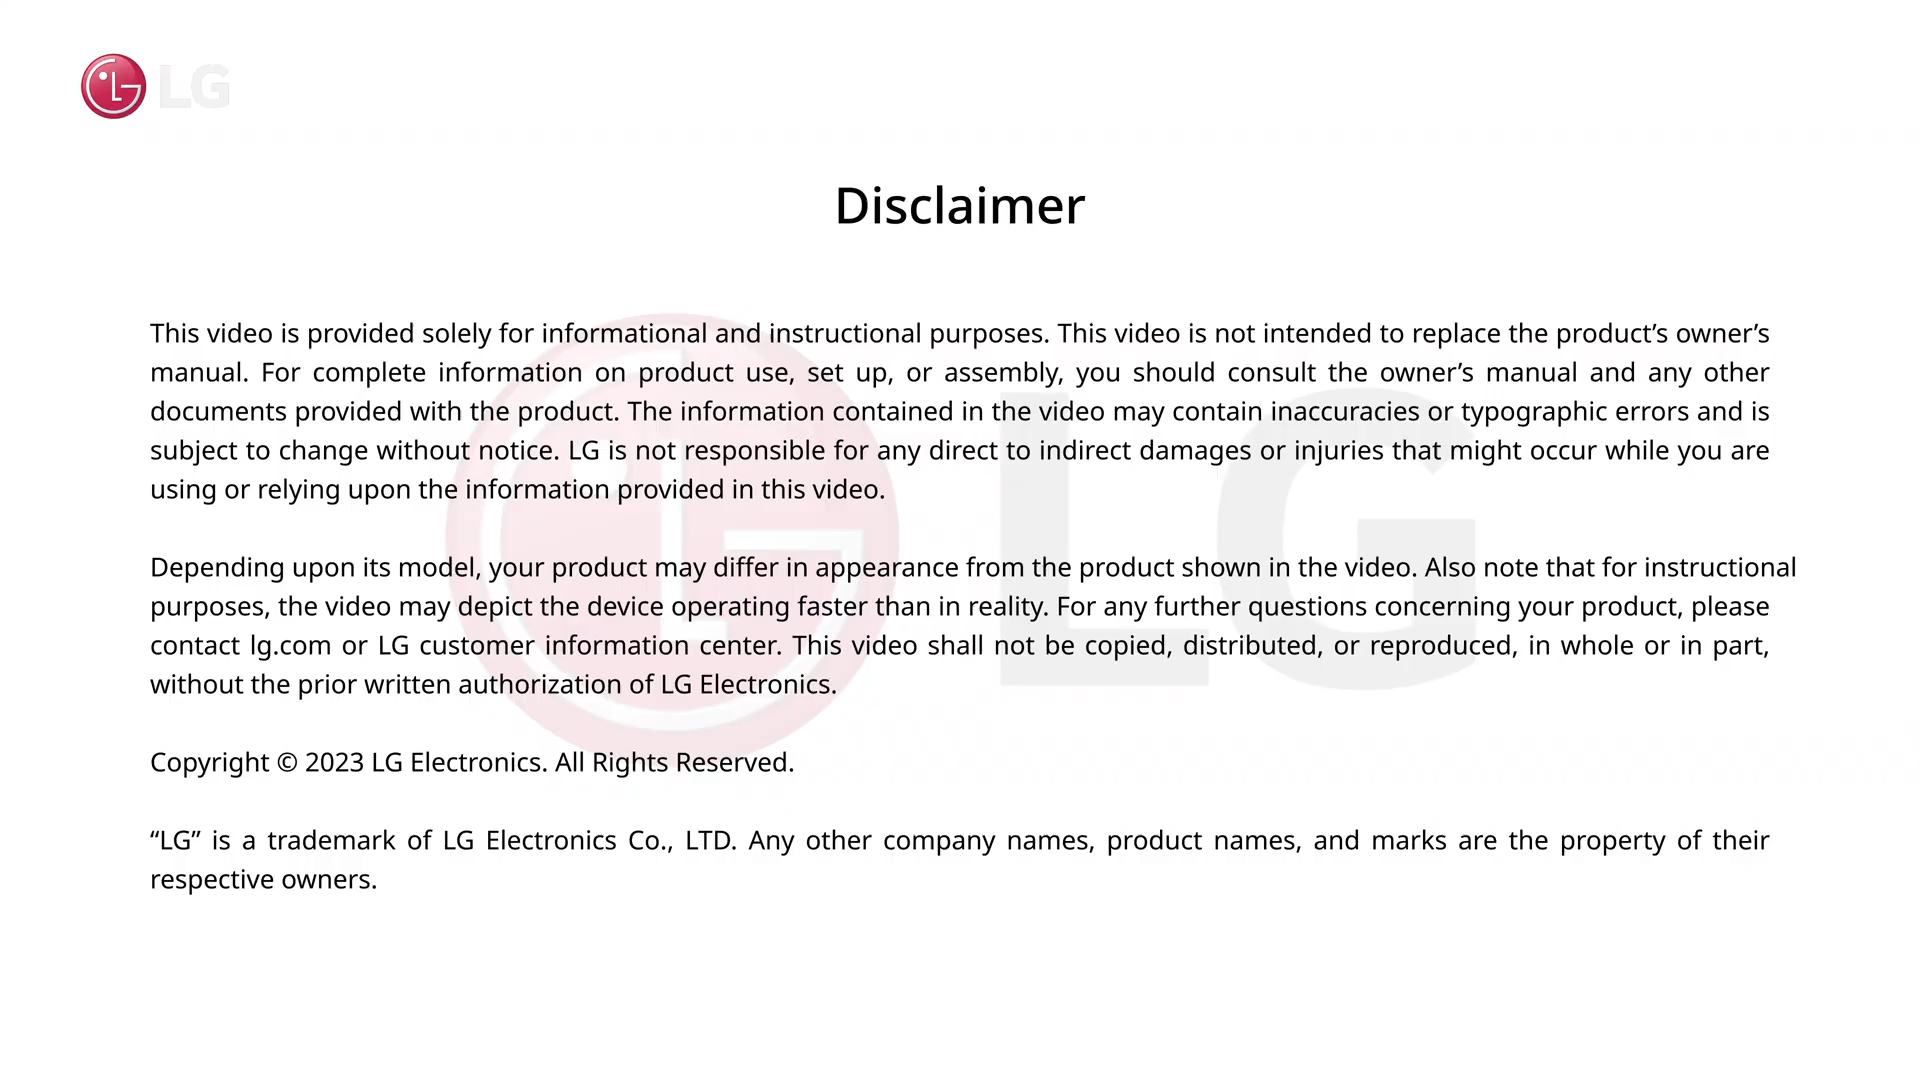 LG
Disclaimer
This video is provided solely for informational and instructional purposes. This video is not intended to replace the product’s owner’s
manual. For complete information on product use, set up, or assembly, you should consult the owner’s manual and any other
documents provided with the product. The information contained in the video may contain inaccuracies or typographic errors and is
subject to change without notice. LG is not responsible for any direct to indirect damages or injuries that might occur while you are
using or relying upon the information provided in this video.
Depending upon its model, your product may differ in appearance from the product shown in the video. Also note that for instructional
purposes, the video may depict the device operating faster than in reality. For any further questions concerning your product, please
contact lg.com or LG customer information center. This video shall not be copied, distributed, or reproduced, in whole or in part,
without the prior written authorization of LG Electronics.
Copyright © 2023 LG Electronics. All Rights Reserved.
“LG” is a trademark of LG Electronics Co., LTD. Any other company names, product names, and marks are the property of their
respective owners.
LG